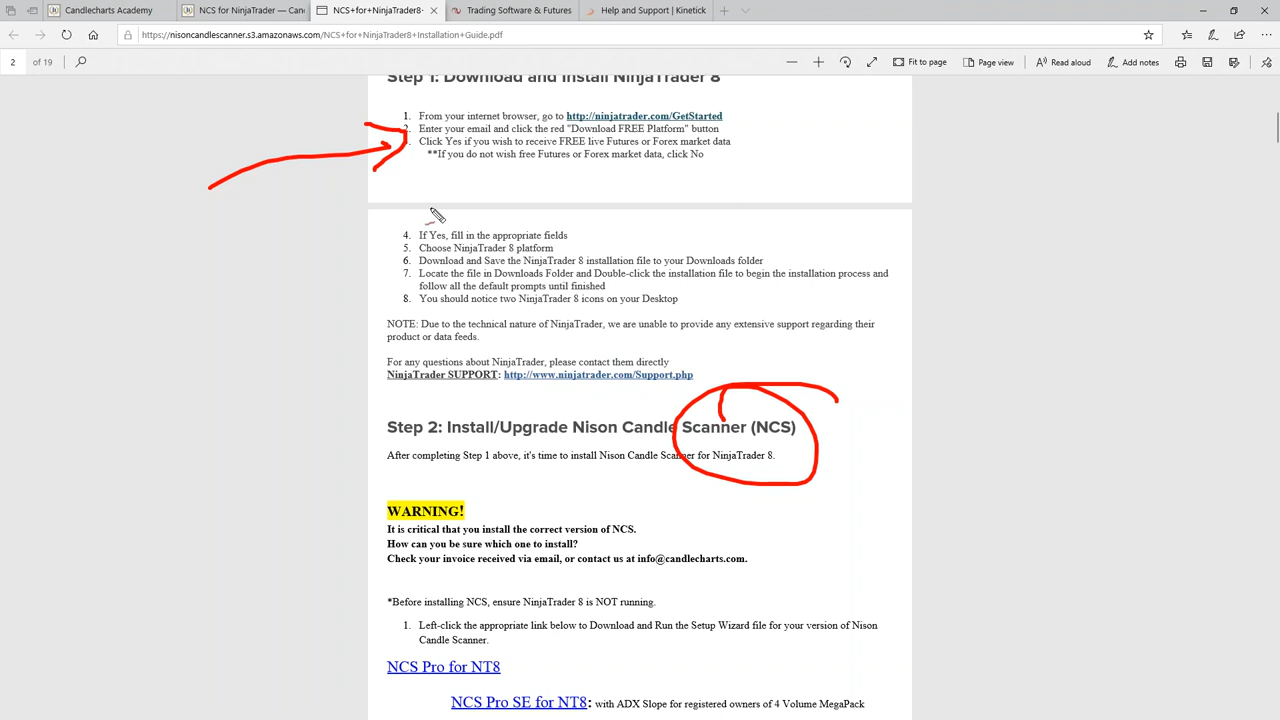 Candlecharts Academy
NCS for NinjaTrader — Can
NCS+for+NinjaTrader8-
Trading Software & Futures
Help and Support | Kinetick
https://nisoncandlescanner.s3.amazonaws.com/NCS+for+NinjaTrader8+Installation+Guide.pdf
2 of 19
Fit to page
Page view
Read aloud
Add notes
Step 1: Download and Install NinjaTrader 8
1. From your internet browser, go to http://ninjatrader.com/GetStarted
2. Enter your email and click the red "Download FREE Platform" button
Click Yes if you wish to receive FREE live Futures or Forex market data
**If you do not wish free Futures or Forex market data, click No
4. If Yes, fill in the appropriate fields
5. Choose NinjaTrader 8 platform
6. Download and Save the NinjaTrader 8 installation file to your Downloads folder
7. Locate the file in Downloads Folder and Double-click the installation file to begin the installation process and
follow all the default prompts until finished
8. You should notice two NinjaTrader 8 icons on your Desktop
NOTE: Due to the technical nature of NinjaTrader, we are unable to provide any extensive support regarding their
product or data feeds.
For any questions about NinjaTrader, please contact them directly
NinjaTrader SUPPORT: http://www.ninjatrader.com/Support.php
Step 2: Install/Upgrade Nison Candle Scanner (NCS)
After completing Step 1 above, it's time to install Nison Candle Scanner for NinjaTrader 8.
WARNING!
It is critical that you install the correct version of NCS.
How can you be sure which one to install?
Check your invoice received via email, or contact us at info@candlecharts.com.
*Before installing NCS, ensure NinjaTrader 8 is NOT running.
1. Left-click the appropriate link below to Download and Run the Setup Wizard file for your version of Nison
Candle Scanner.
NCS Pro for NT8
NCS Pro SE for NT8: with ADX Slope for registered owners of 4 Volume MegaPack